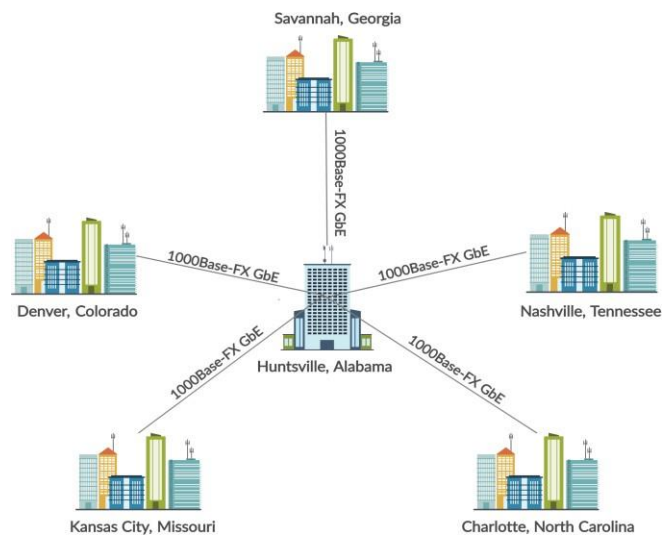 Savannah, Georgia
1000Base-FX GbE
1000Base-FX GbE
1000Base-FX GbE
Denver, Colorado
Nashville, Tennessee
Huntsville, Alabama
1000Base-FX GbE
1000Base-FX GbE
Kansas City, Missouri
Charlotte, North Carolina